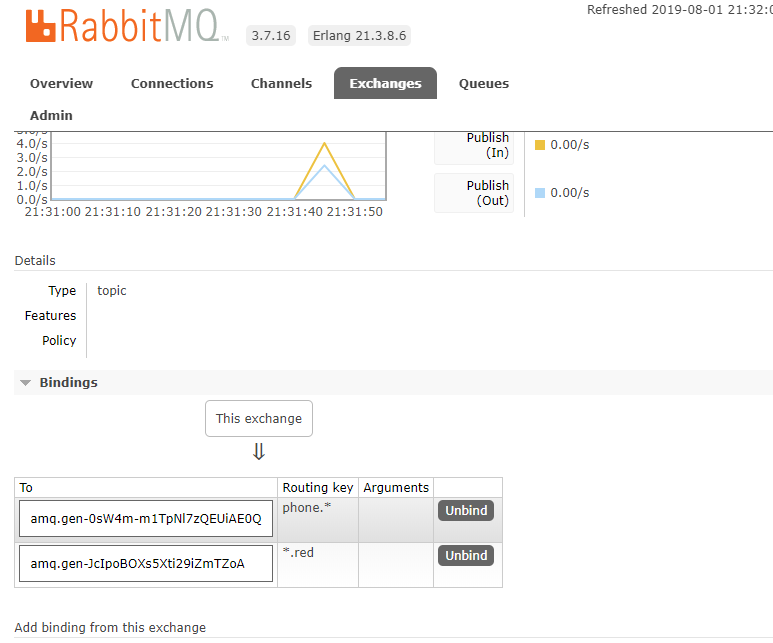 Refreshed 2019-08-01 21:32:0
RabbitMQ TM 3.7.16 Erlang 21.3.8.6
Overview Connections Channels Exchanges Queues
Admin
5.0/s
4.0/s
3.0/s
2.0/s
1.0/s
0.0/s
21:31:00 21:31:10 21:31:20 21:31:30 21:31:40 21:31:50
Publish
(In)
0.00/s
Publish
(Out)
0.00/s
Details
Type topic
Features
Policy
Bindings
This exchange
⇓
To Routing key Arguments
amq.gen-0sW4m-m1TpNl7zQEUiAE0Q phone.* Unbind
amq.gen-JcIpoBOXs5Xti29iZmTZoA *.red Unbind
Add binding from this exchange